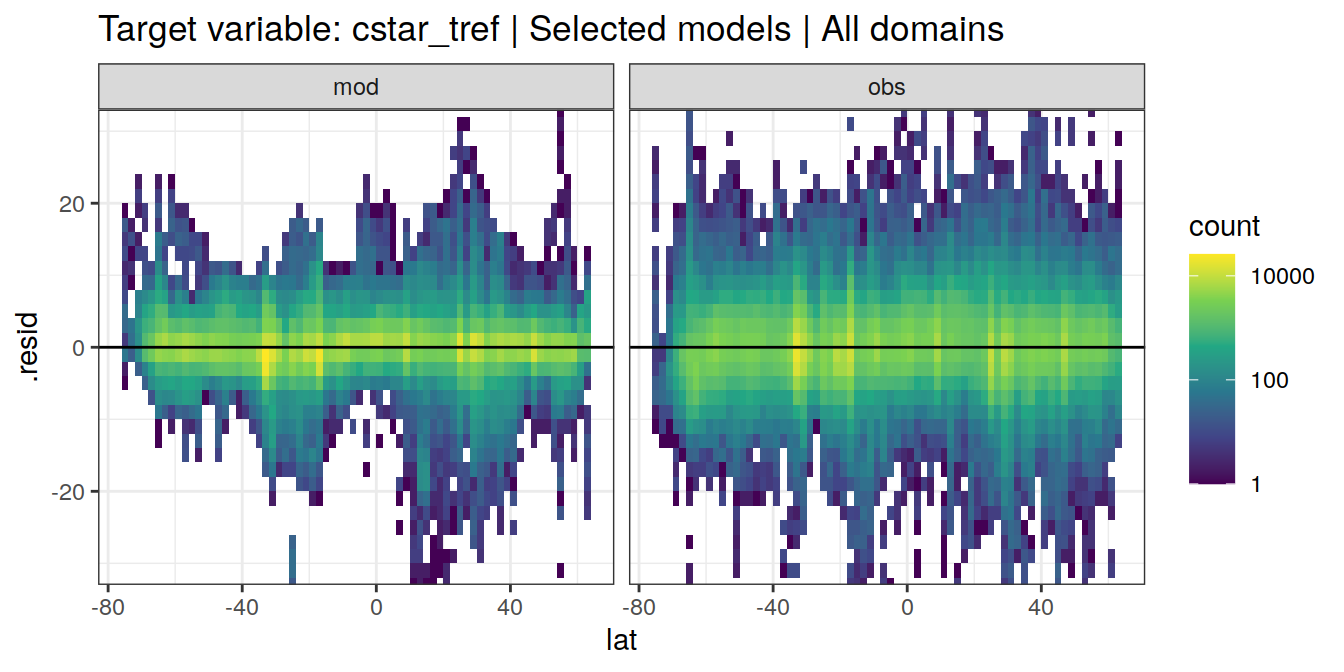 Target variable: cstar_tref | Selected models | All domains
mod
obs
.resid
20
0
-20
-80
-40
0
40
-80
-40
0
40
lat
count
10000
100
1